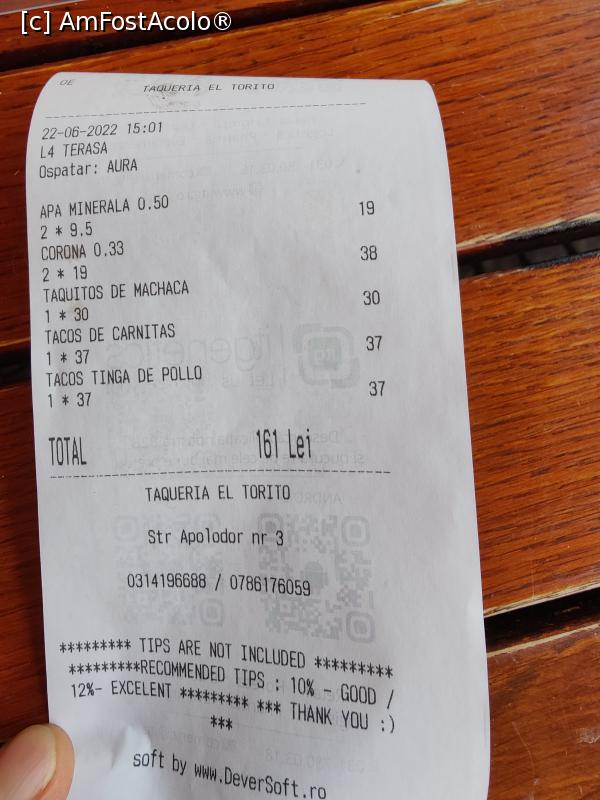 [c] AmFostAcolo®
OE TAQUERIA EL TORITO
22-06-2022 15:01
L4 TERASA
Ospatar: AURA
APA MINERALA 0.50 19
2 * 9.5
CORONA 0.33 38
2 * 19
TAQUITOS DE MACHACA 30
1 * 30
TACOS DE CARNITAS 37
1 * 37
TACOS TINGA DE POLLO 37
1 * 37
TOTAL 161 Lei
TAQUERIA EL TORITO
Str Apolodor nr 3
0314196688 / 0786176059
********* TIPS ARE NOT INCLUDED *********
*********RECOMMENDED TIPS : 10% - GOOD /
12%- EXCELENT ********* *** THANK YOU :)
***
soft by www.DeverSoft.ro